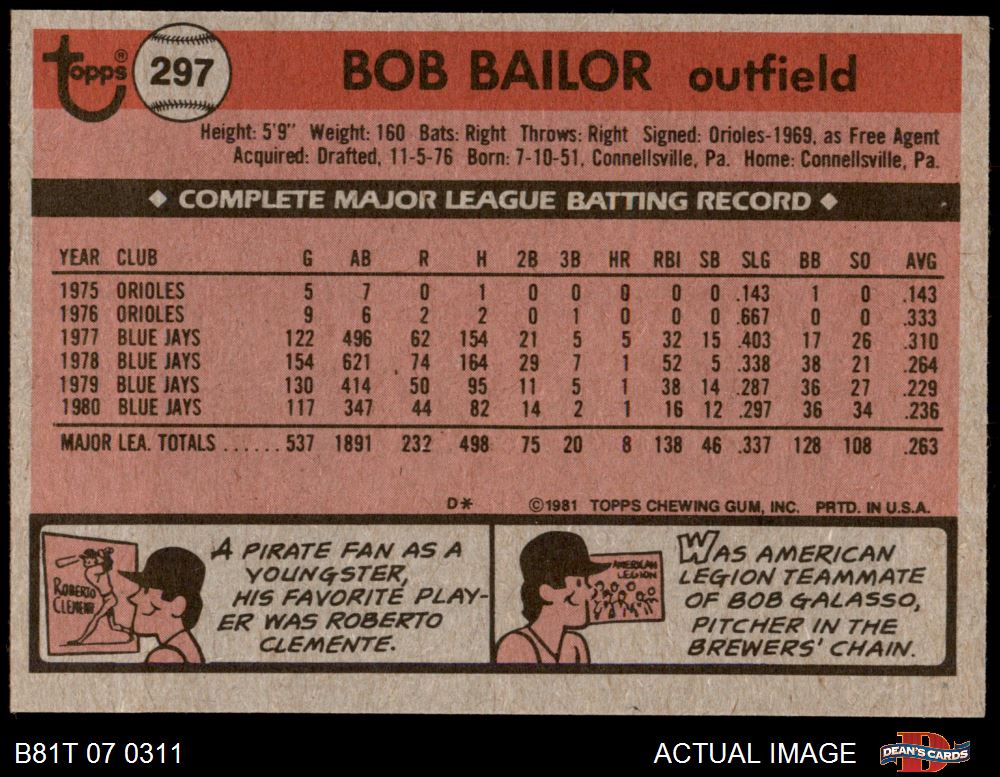 Topps®
297
BOB BAILOR outfield
Height: 5'9" Weight: 160 Bats: Right Throws: Right Signed: Orioles-1969, as Free Agent
Acquired: Drafted, 11-5-76 Born: 7-10-51, Connellsville, Pa. Home: Connellsville, Pa.
◆ COMPLETE MAJOR LEAGUE BATTING RECORD ◆
YEAR CLUB G AB R H 2B 3B HR RBI SB SLG BB SO AVG
1975 ORIOLES 5 7 0 1 0 0 0 0 0 .143 1 0 .143
1976 ORIOLES 9 6 2 2 0 1 0 0 0 .667 0 0 .333
1977 BLUE JAYS 122 496 62 154 21 5 5 32 15 .403 17 26 .310
1978 BLUE JAYS 154 621 74 164 29 7 1 52 5 .338 38 21 .264
1979 BLUE JAYS 130 414 50 95 11 5 1 38 14 .287 36 27 .229
1980 BLUE JAYS 117 347 44 82 14 2 1 16 12 .297 36 34 .236
MAJOR LEA. TOTALS ...... 537 1891 232 498 75 20 8 138 46 .337 128 108 .263
D* ©1981 TOPPS CHEWING GUM, INC. PRTD. IN U.S.A.
ROBERTO
CLEMENTE
A PIRATE FAN AS A
YOUNGSTER,
HIS FAVORITE PLAY-
ER WAS ROBERTO
CLEMENTE.
AMERICAN
LEGION
WAS AMERICAN
LEGION TEAMMATE
OF BOB GALASSO,
PITCHER IN THE
BREWERS' CHAIN.
B81T 07 0311 ACTUAL IMAGE DEAN'S CARDS